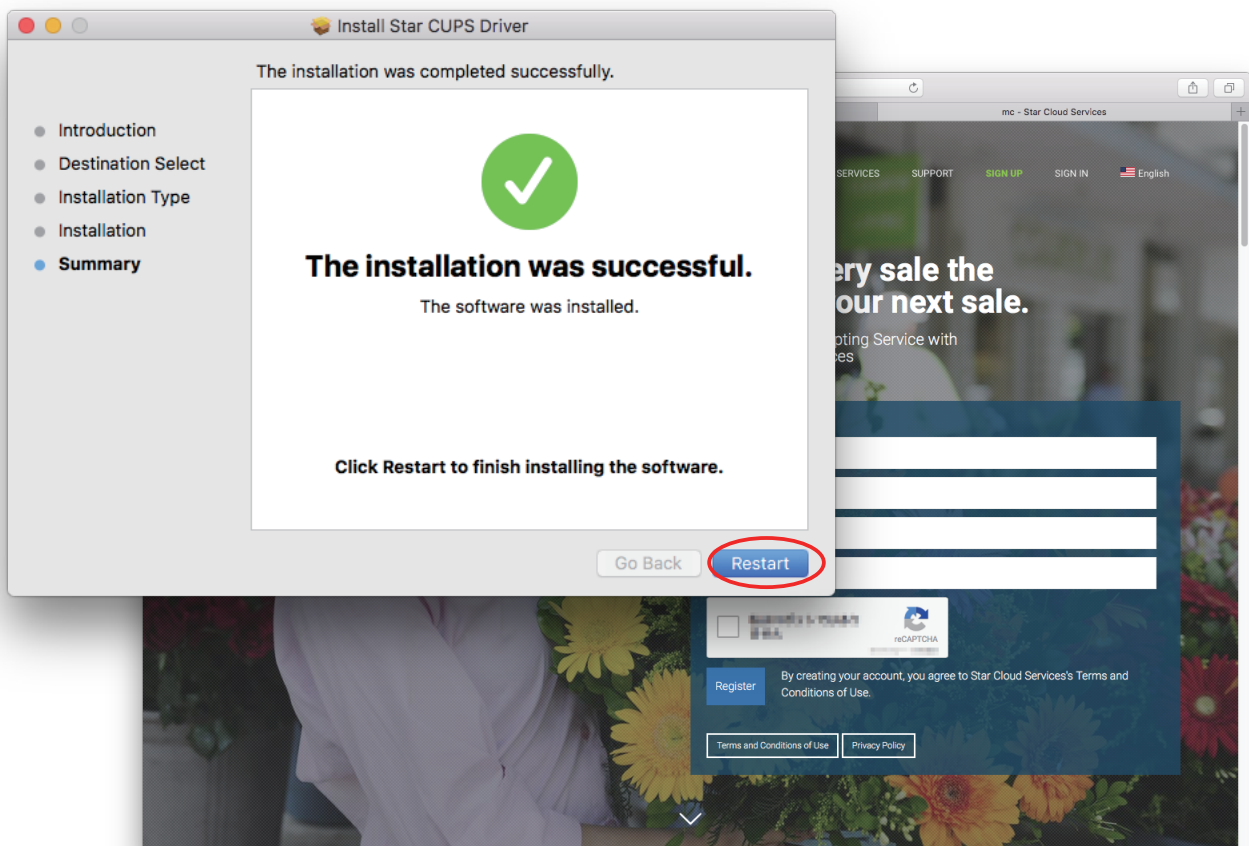 Install Star CUPS Driver
The installation was completed successfully.
Introduction
Destination Select
Installation Type
Installation
Summary
The installation was successful.
The software was installed.
Click Restart to finish installing the software.
Go Back
Restart
mc - Star Cloud Services
SERVICES
SUPPORT
SIGN UP
SIGN IN
English
ery sale the
our next sale.
pting Service with
ces
reCAPTCHA
Register
By creating your account, you agree to Star Cloud Services's Terms and
Conditions of Use.
Terms and Conditions of Use
Privacy Policy